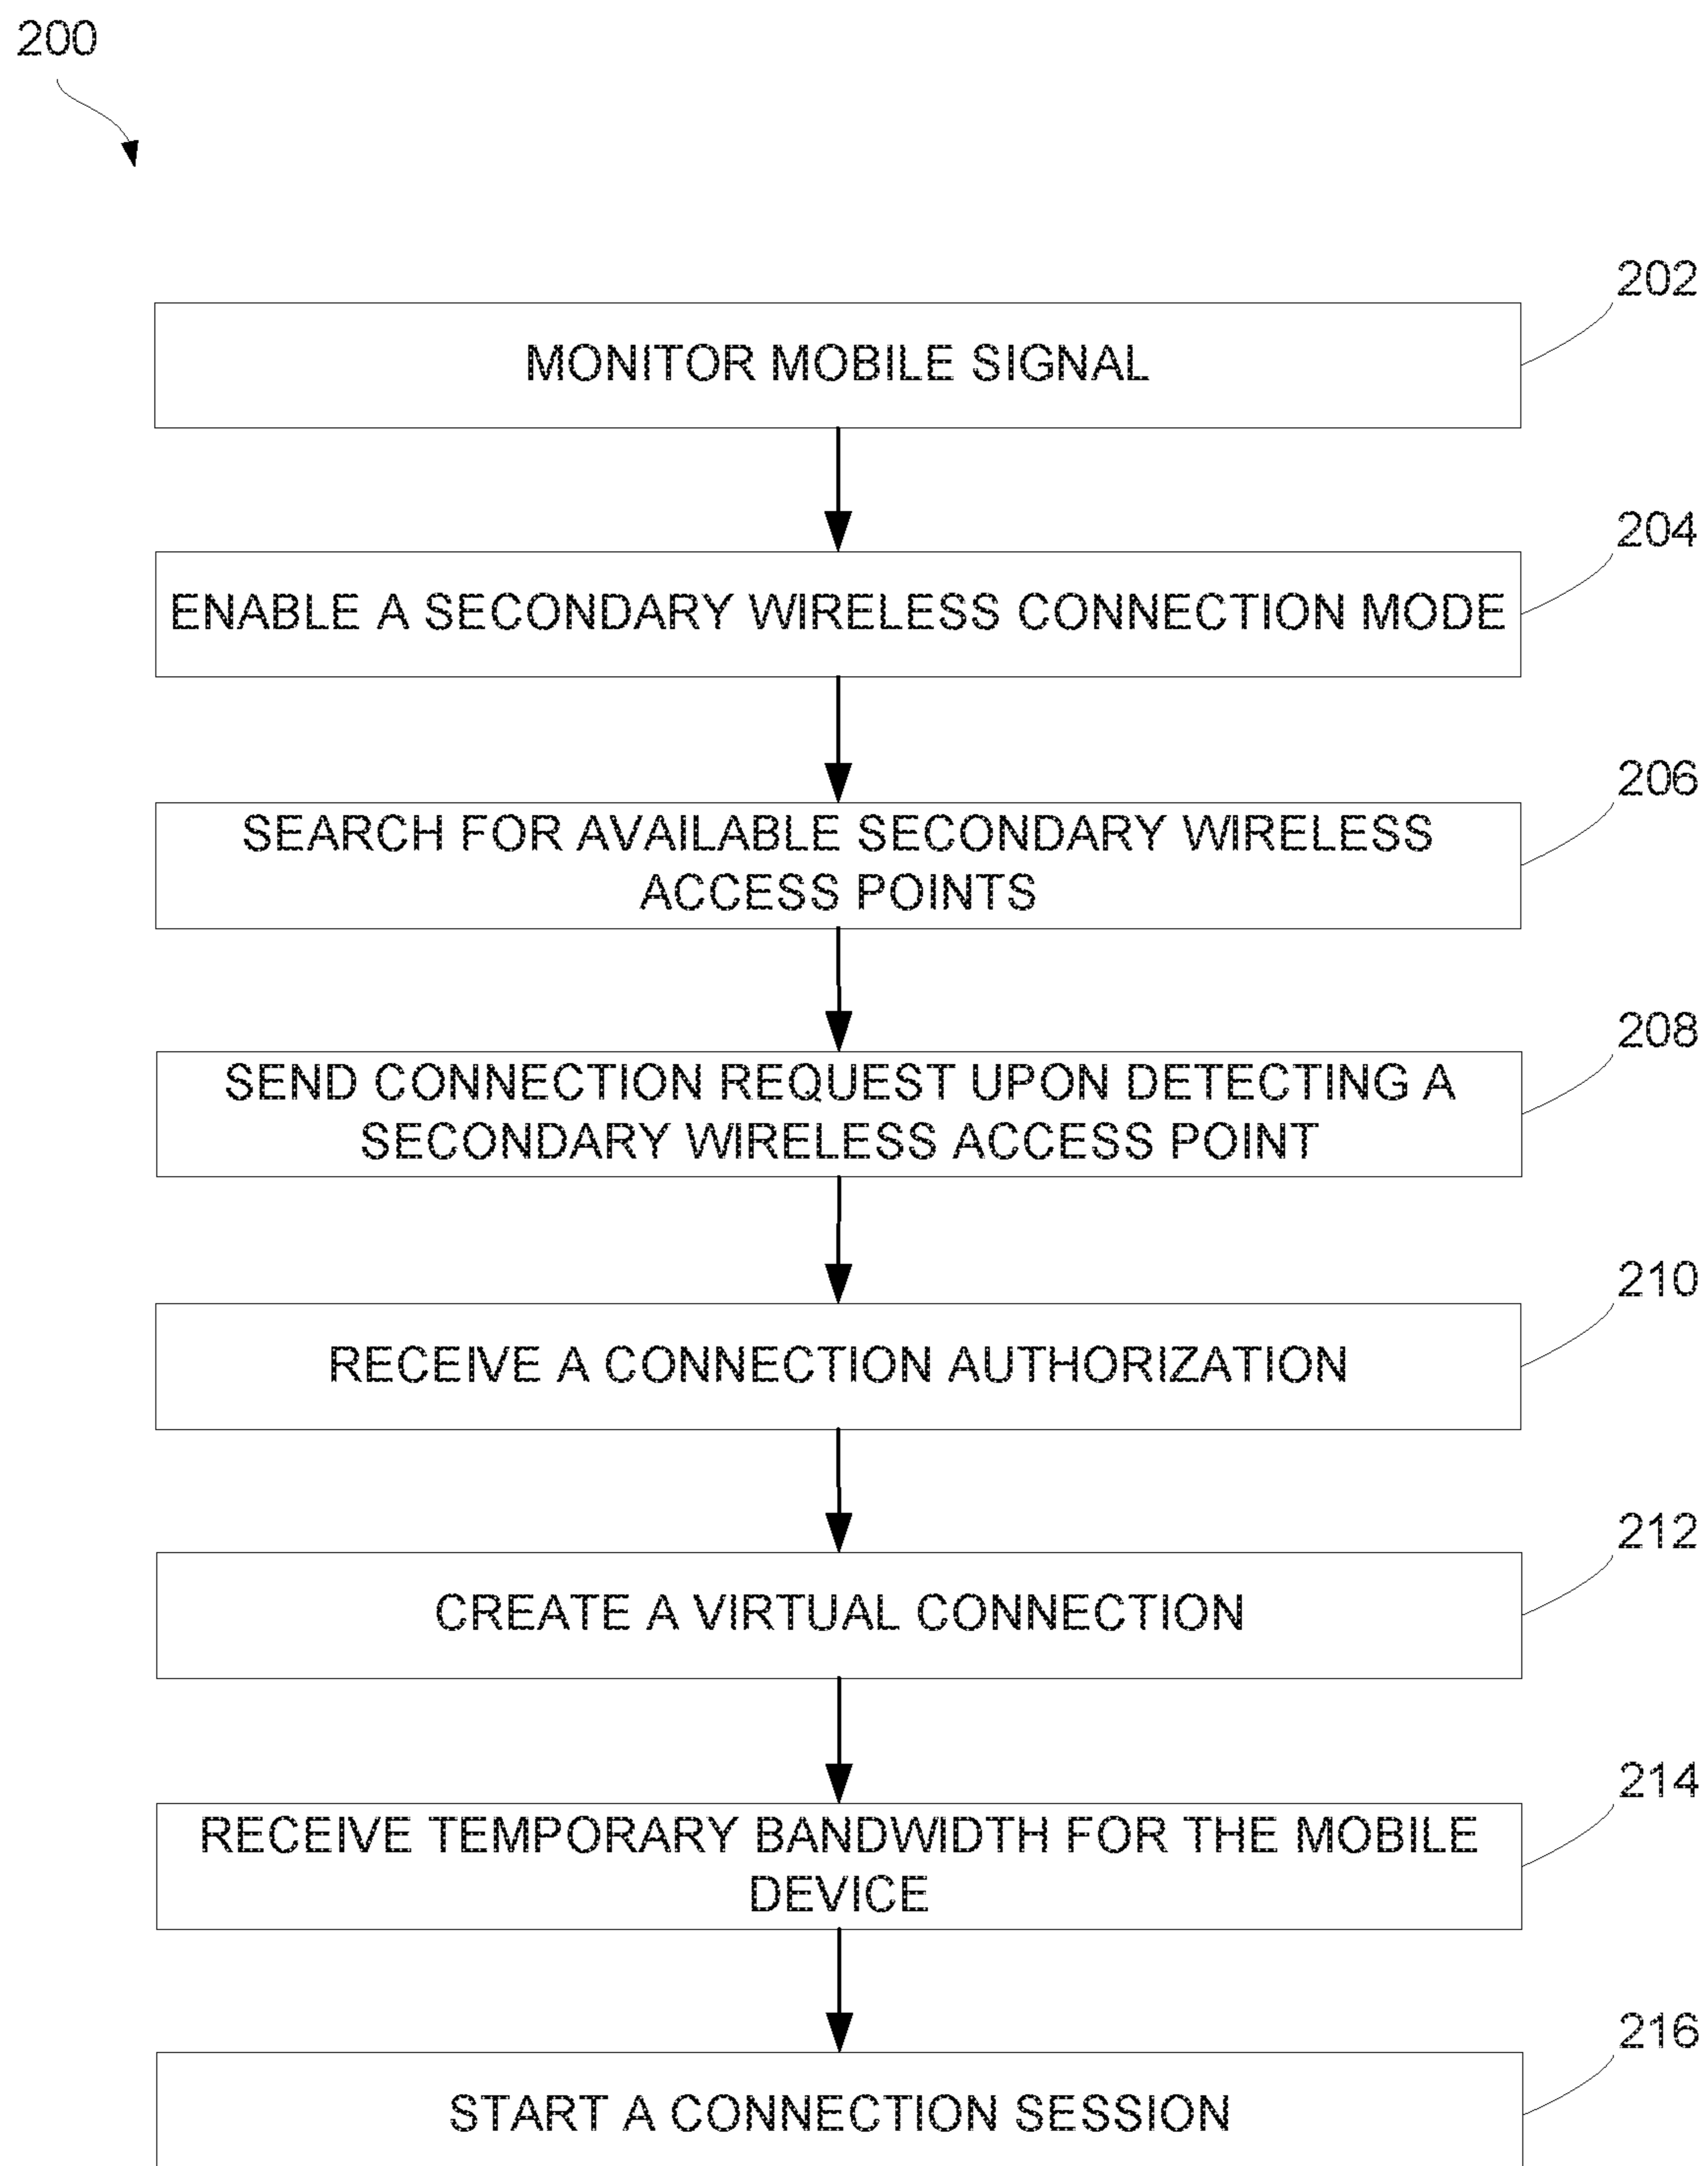 200
202
MONITOR MOBILE SIGNAL
204
ENABLE A SECONDARY WIRELESS CONNECTION MODE
206
SEARCH FOR AVAILABLE SECONDARY WIRELESS
ACCESS POINTS
208
SEND CONNECTION REQUEST UPON DETECTING A
SECONDARY WIRELESS ACCESS POINT
210
RECEIVE A CONNECTION AUTHORIZATION
212
CREATE A VIRTUAL CONNECTION
214
RECEIVE TEMPORARY BANDWIDTH FOR THE MOBILE
DEVICE
216
START A CONNECTION SESSION